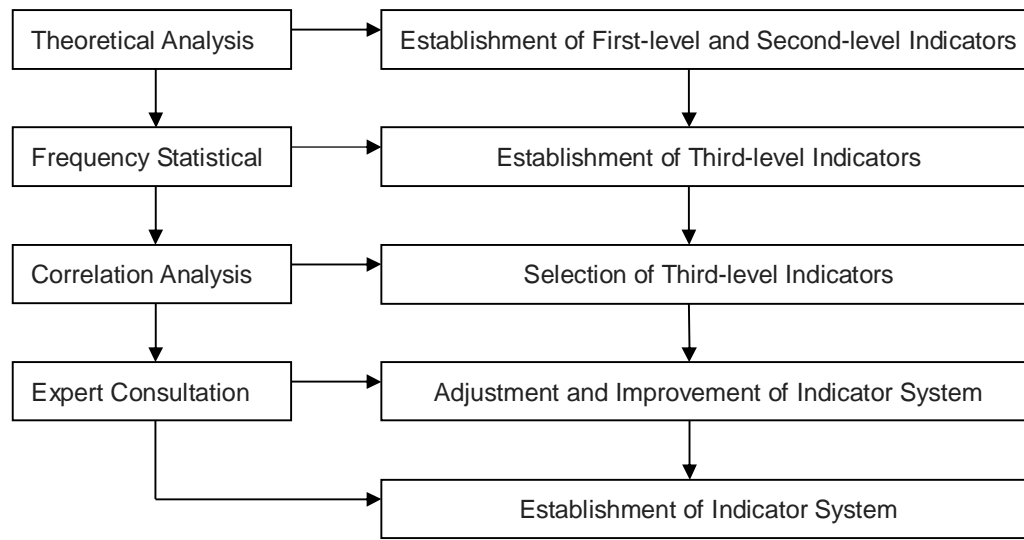 Theoretical Analysis
Establishment of First-level and Second-level Indicators
Frequency Statistical
Establishment of Third-level Indicators
Correlation Analysis
Selection of Third-level Indicators
Expert Consultation
Adjustment and Improvement of Indicator System
Establishment of Indicator System